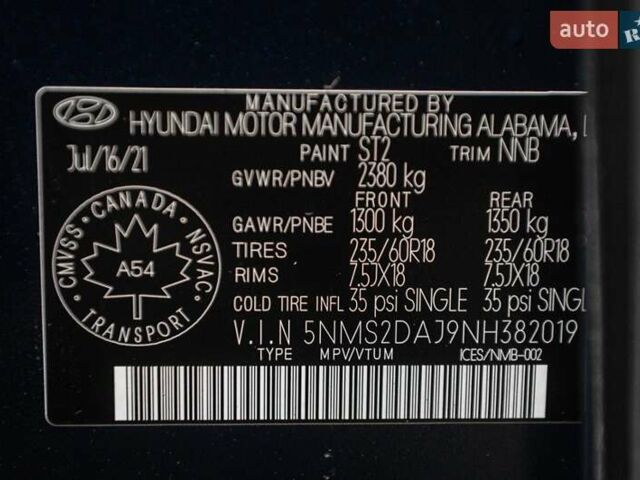 auto
MANUFACTURED BY
HYUNDAI MOTOR MANUFACTURING ALABAMA,
Jul/16/21
PAINT ST2 TRIM NNB
GVWR/PNBV 2380 kg
FRONT REAR
GAWR/PNBE 1300 kg 1350 kg
TIRES 235/60R18 235/60R18
RIMS 7.5JX18 7.5JX18
COLD TIRE INFL 35 psi SINGLE 35 psi SINGLE
V.I.N 5NMS2DAJ9NH382019
TYPE MPV/VTUM ICES/NMB-002
CANADA
CMVSS
NSVAC
A54
TRANSPORT